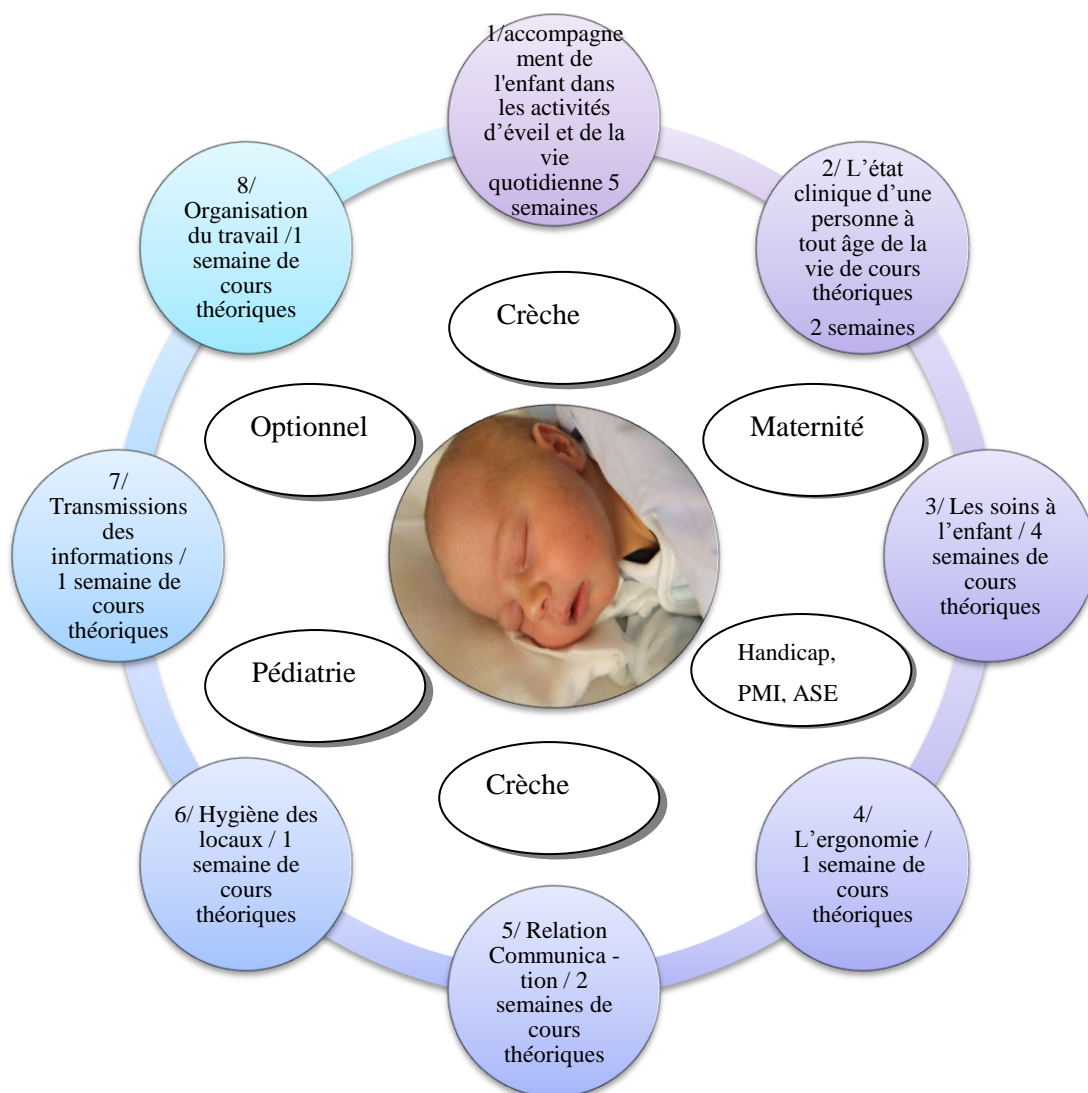 1/accompagne
ment de
l'enfant dans
les activités
d'éveil et de la
vie
quotidienne 5
semaines
2/ L'état
clinique d'une
personne à
tout âge de la
vie de cours
théoriques
2 semaines
3/ Les soins à
l'enfant / 4
semaines de
cours
théoriques
4/
L'ergonomie /
1 semaine de
cours
théoriques
5/ Relation
Communica -
tion / 2
semaines de
cours
théoriques
6/ Hygiène des
locaux / 1
semaine de
cours
théoriques
7/
Transmissions
des
informations /
1 semaine de
cours
théoriques
8/
Organisation
du travail /1
semaine de
cours
théoriques
Crèche
Maternité
Handicap,
PMI, ASE
Crèche
Pédiatrie
Optionnel